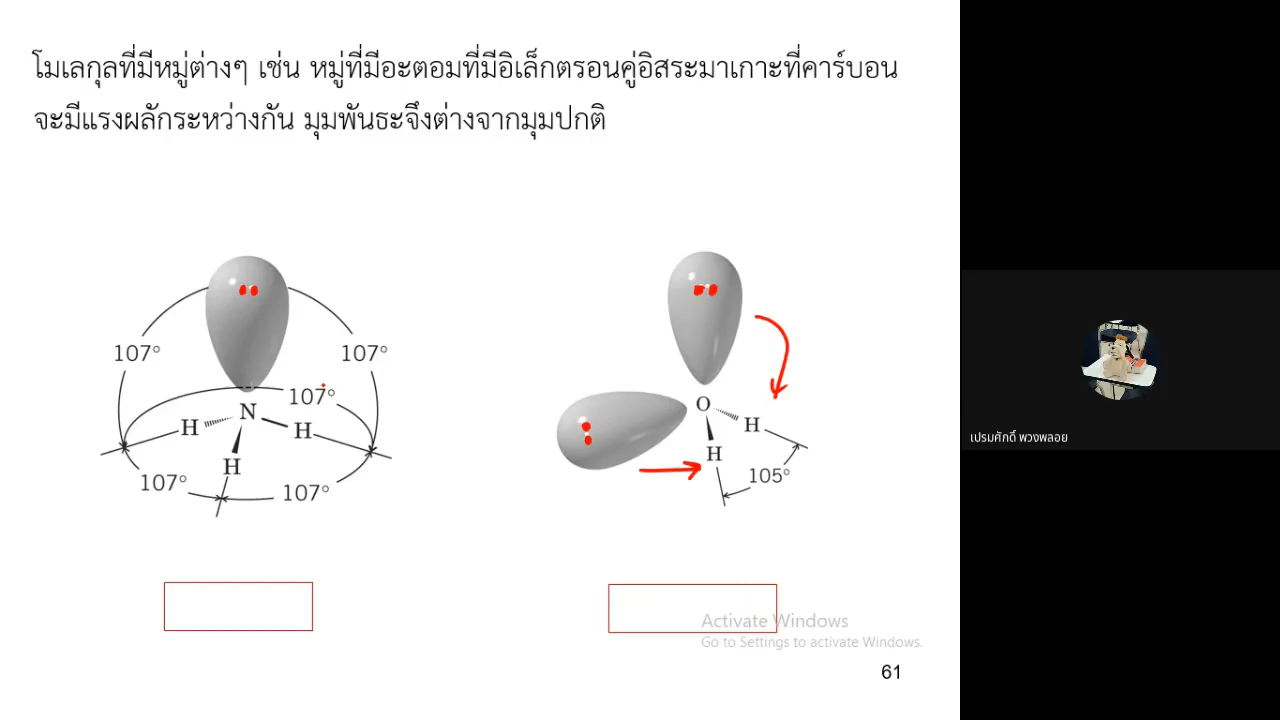 โมเลกุลที่มีหมู่ต่างๆ เช่น หมู่ที่มีอะตอมที่มีอิเล็กตรอนคู่อิสระมาเกาะที่คาร์บอน
จะมีแรงผลักระหว่างกัน มุมพันธะจึงต่างจากมุมปกติ
107°
107°
107°
N
H
H
H
107°
107°
O
H
H
105°
เปรมศักดิ์ พวงพลอย
Activate Windows
Go to Settings to activate Windows.
61